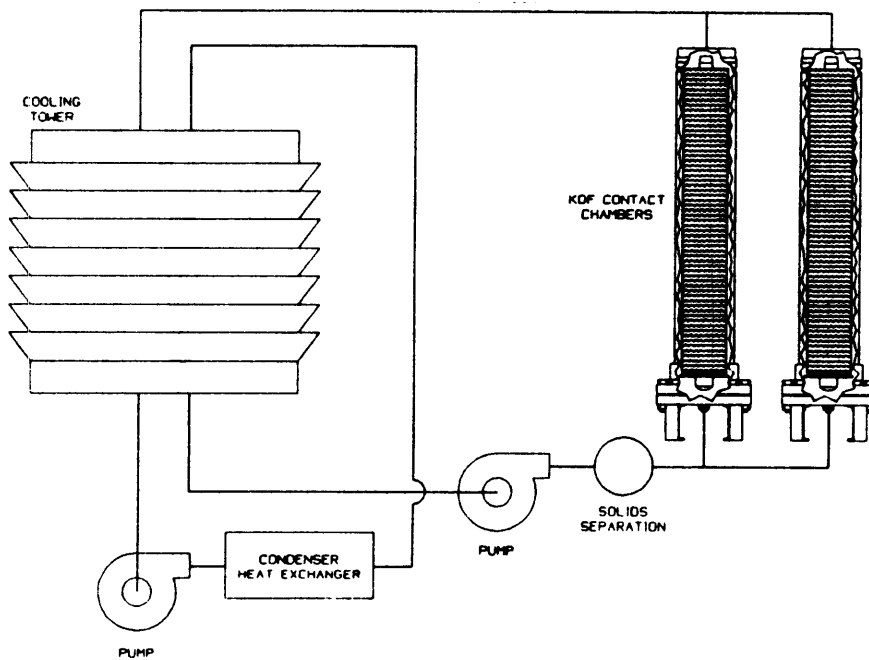 COOLING
TOWER
KDF CONTACT
CHAMBERS
SOLIDS
SEPARATION
PUMP
CONDENSER
HEAT EXCHANGER
PUMP